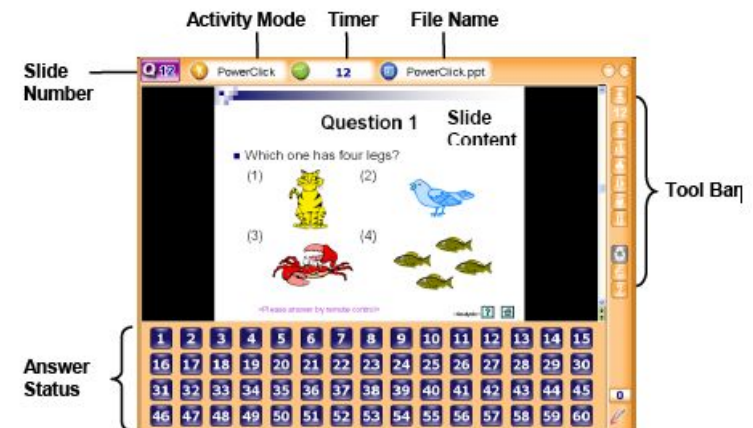 Activity Mode Timer File Name
Slide Number
Q 12 PowerClick 12 PowerClick.ppt
Question 1
Slide Content
Which one has four legs?
(1) (2)
(3) (4)
<Please answer by remote control>
<Analysis> ?
12
Tool Bar
Answer Status
1 2 3 4 5 6 7 8 9 10 11 12 13 14 15
16 17 18 19 20 21 22 23 24 25 26 27 28 29 30
31 32 33 34 35 36 37 38 39 40 41 42 43 44 45
46 47 48 49 50 51 52 53 54 55 56 57 58 59 60
0